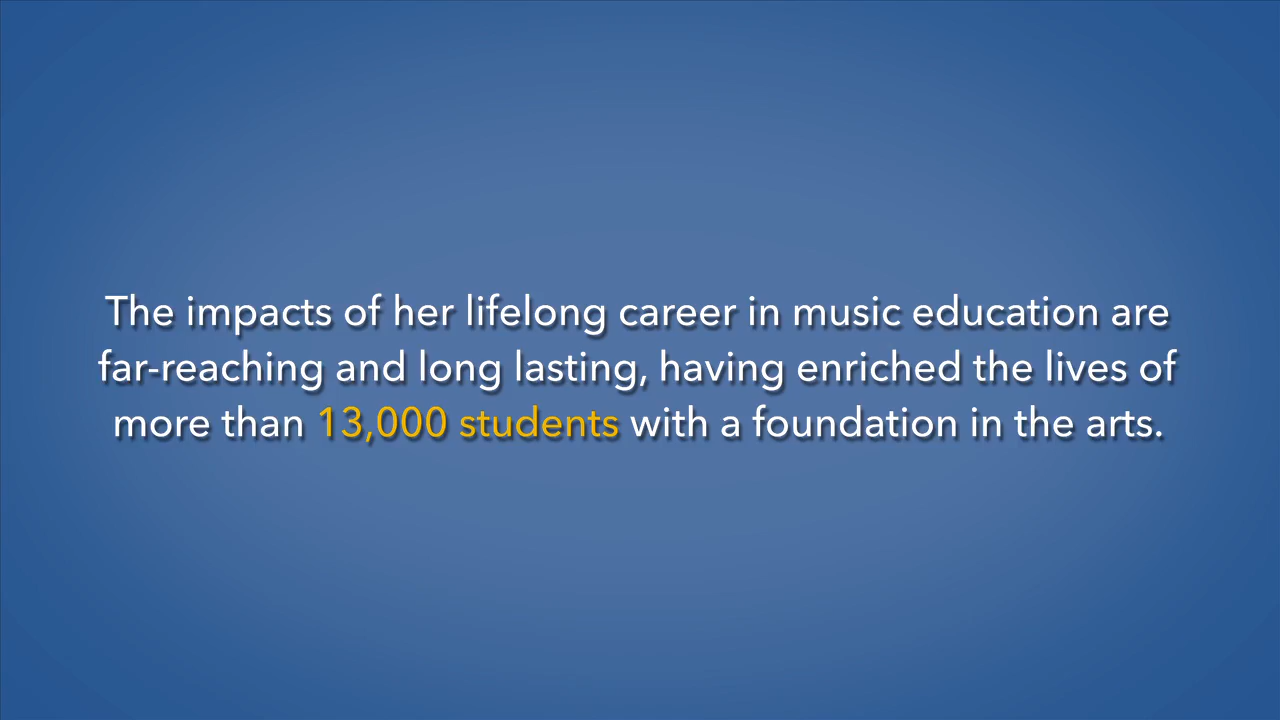 The impacts of her lifelong career in music education are
far-reaching and long lasting, having enriched the lives of
more than 13,000 students with a foundation in the arts.